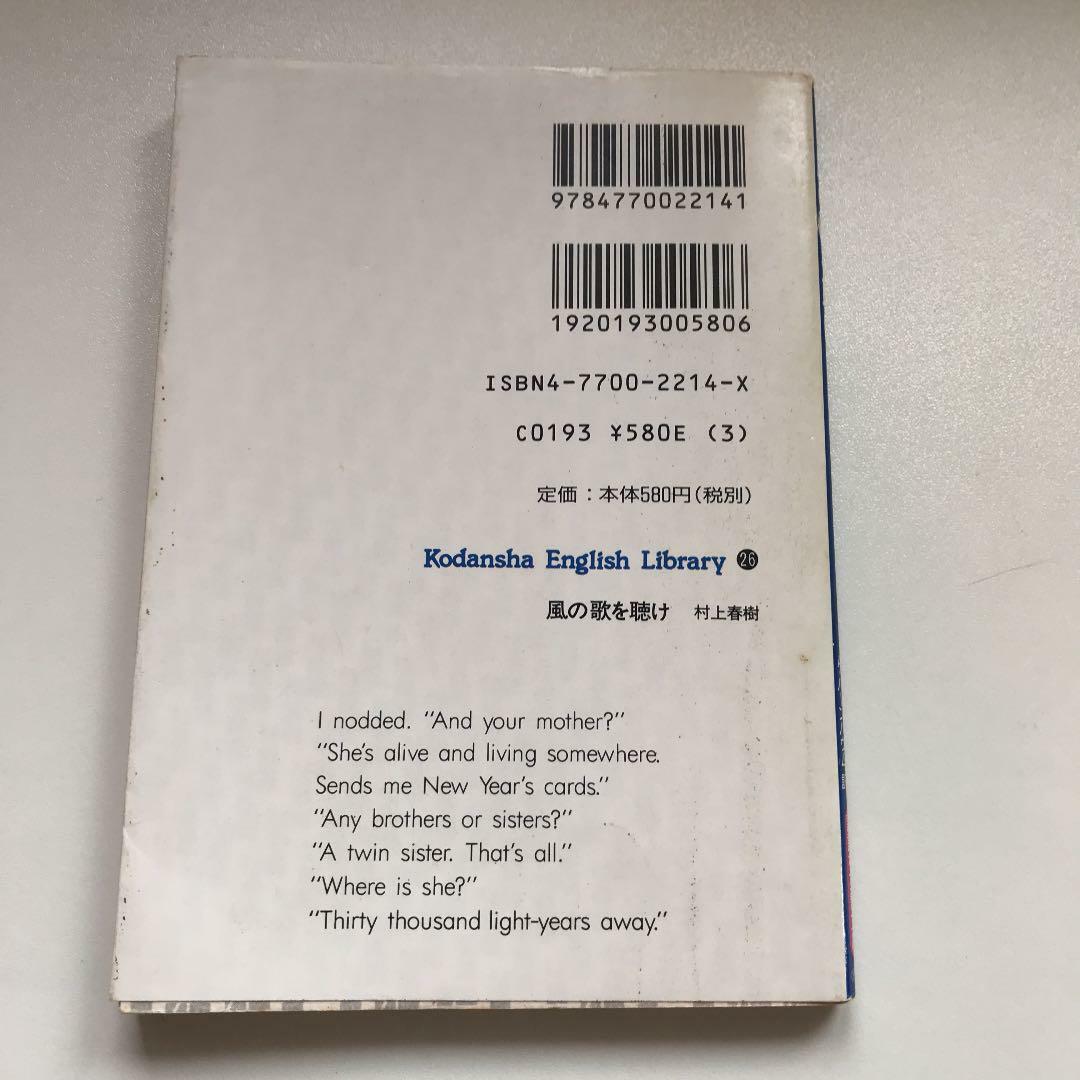 9784770022141
1920193005806
ISBN4-7700-2214-X
C0193 ¥580E (3)
定価：本体580円(税別)
Kodansha English Library 26
風の歌を聴け 村上春樹
I nodded. "And your mother?"
"She's alive and living somewhere.
Sends me New Year's cards."
"Any brothers or sisters?"
"A twin sister. That's all."
"Where is she?"
"Thirty thousand light-years away."